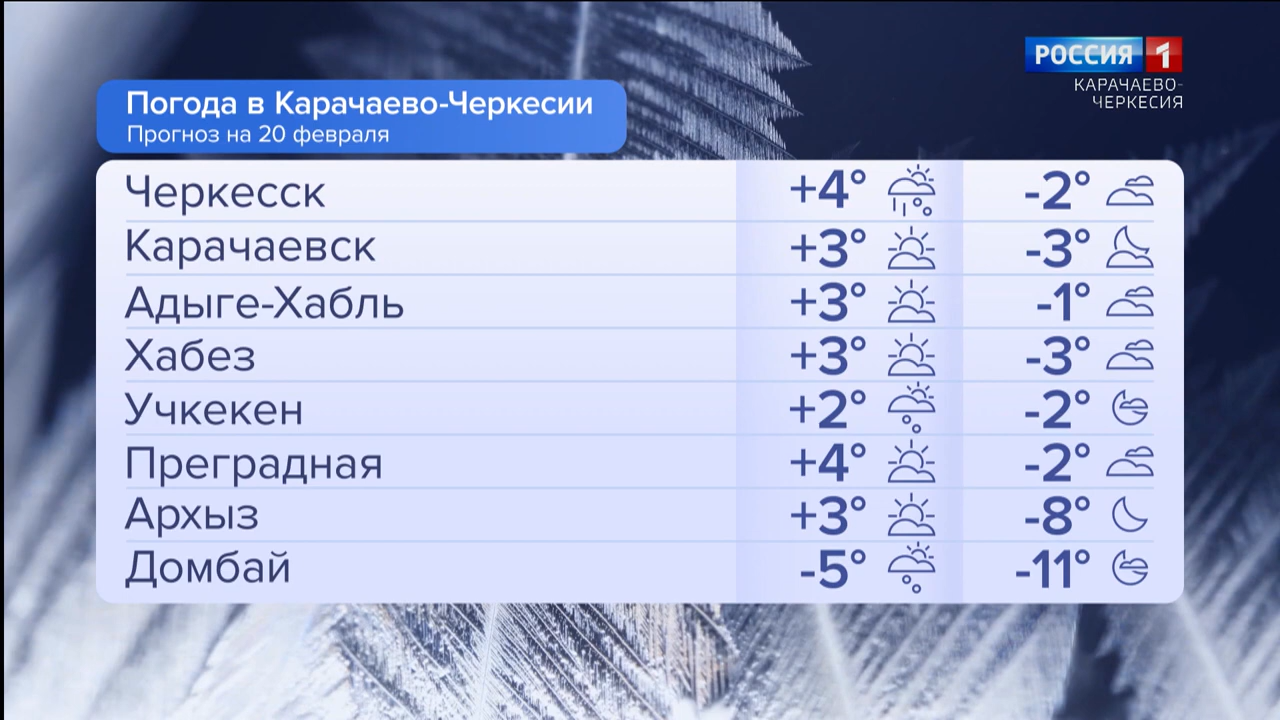 РОССИЯ 1
КАРАЧАЕВО-
ЧЕРКЕСИЯ
Погода в Карачаево-Черкесии
Прогноз на 20 февраля
Черкесск +4° -2°
Карачаевск +3° -3°
Адыге-Хабль +3° -1°
Хабез +3° -3°
Учкекен +2° -2°
Преградная +4° -2°
Архыз +3° -8°
Домбай -5° -11°